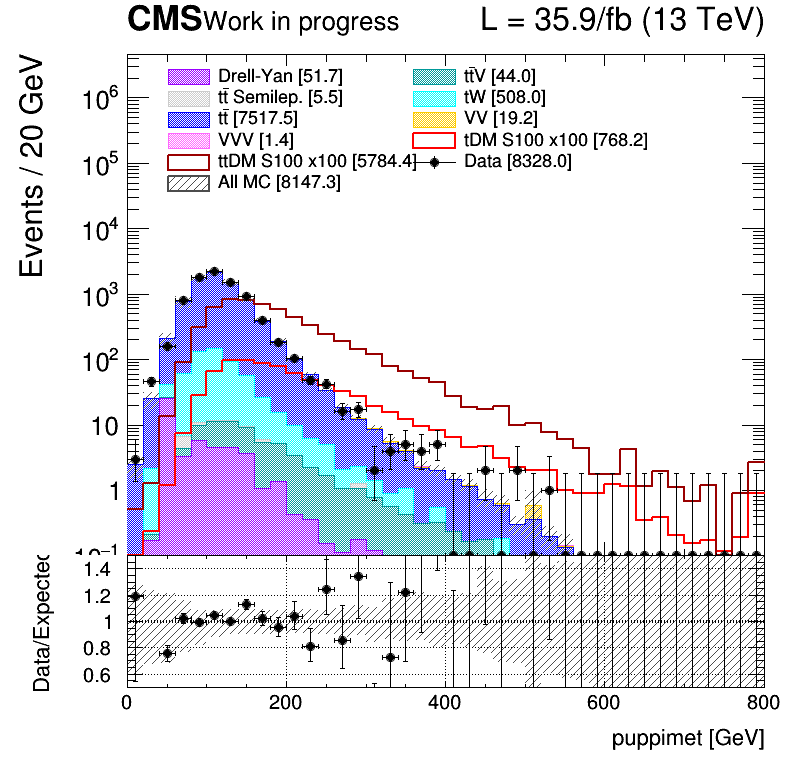 CMS Work in progress L = 35.9/fb (13 TeV)
Events / 20 GeV
Drell-Yan [51.7]
tt̄ Semilep. [5.5]
tt̄ [7517.5]
VVV [1.4]
ttDM S100 x100 [5784.4]
All MC [8147.3]
tt̄V [44.0]
tW [508.0]
VV [19.2]
tDM S100 x100 [768.2]
Data [8328.0]
10⁶
10⁵
10⁴
10³
10²
10
1
10⁻¹
Data/Expected
1.4
1.2
1
0.8
0.6
0 200 400 600 800
puppimet [GeV]